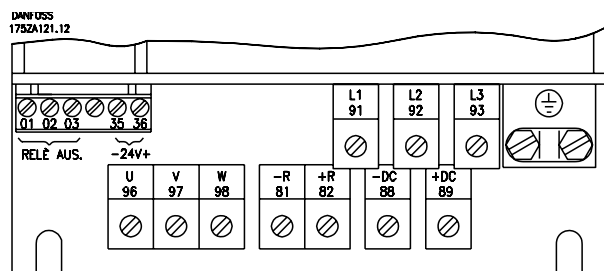 DANFOSS
175ZA121.12
L1 L2 L3
91 92 93
01 02 03 35 36
RELÈ AUS. -24V+
U V W -R +R -DC +DC
96 97 98 81 82 88 89